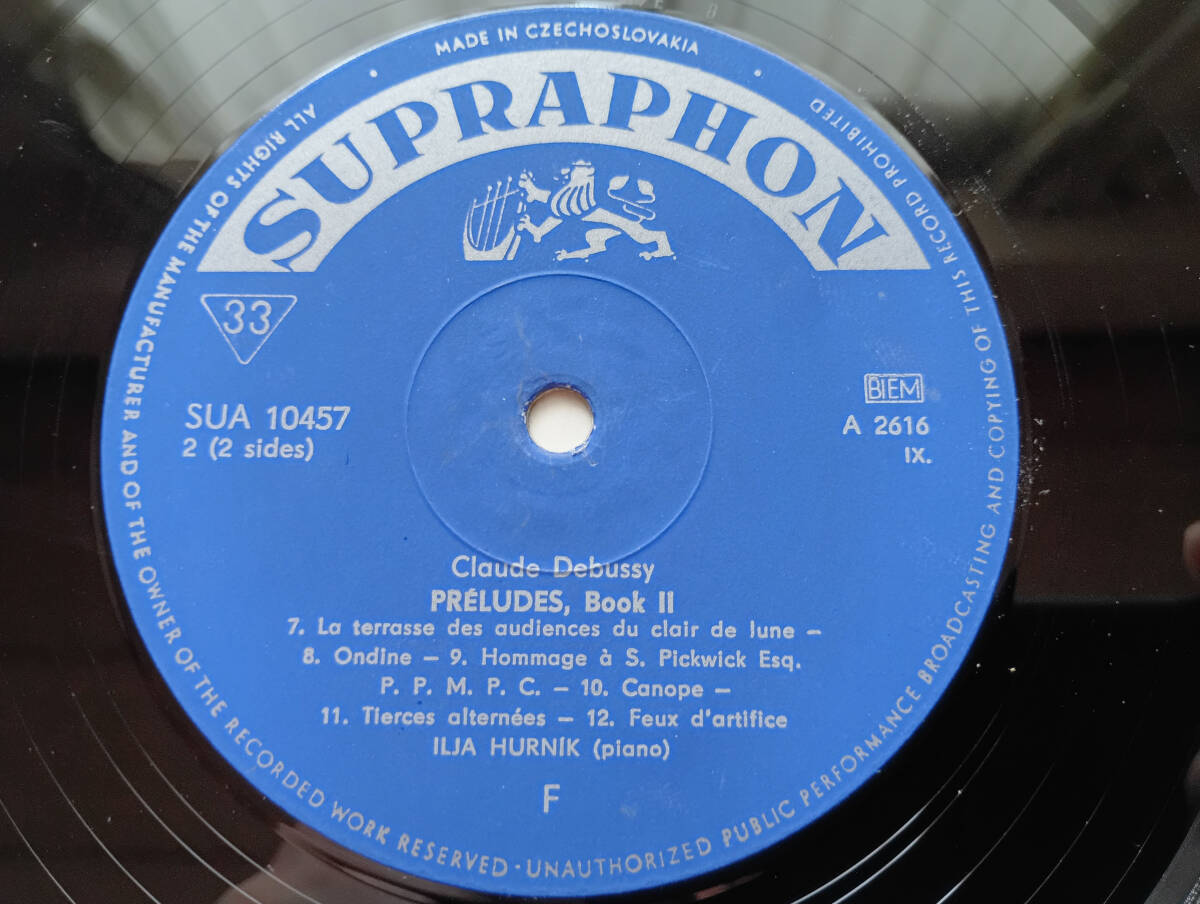 MADE IN CZECHOSLOVAKIA
SUPRAPHON
33
SUA 10457
2 (2 sides)
BIEM
A 2616
IX.
Claude Debussy
PRÉLUDES, Book II
7. La terrasse des audiences du clair de lune –
8. Ondine – 9. Hommage à S. Pickwick Esq.
P. P. M. P. C. – 10. Canope –
11. Tierces alternées – 12. Feux d'artifice
ILJA HURNÍK (piano)
F
ALL RIGHTS OF THE MANUFACTURER AND OF THE OWNER OF THE RECORDED WORK RESERVED · UNAUTHORIZED PUBLIC PERFORMANCE BROADCASTING AND COPYING OF THIS RECORD PROHIBITED